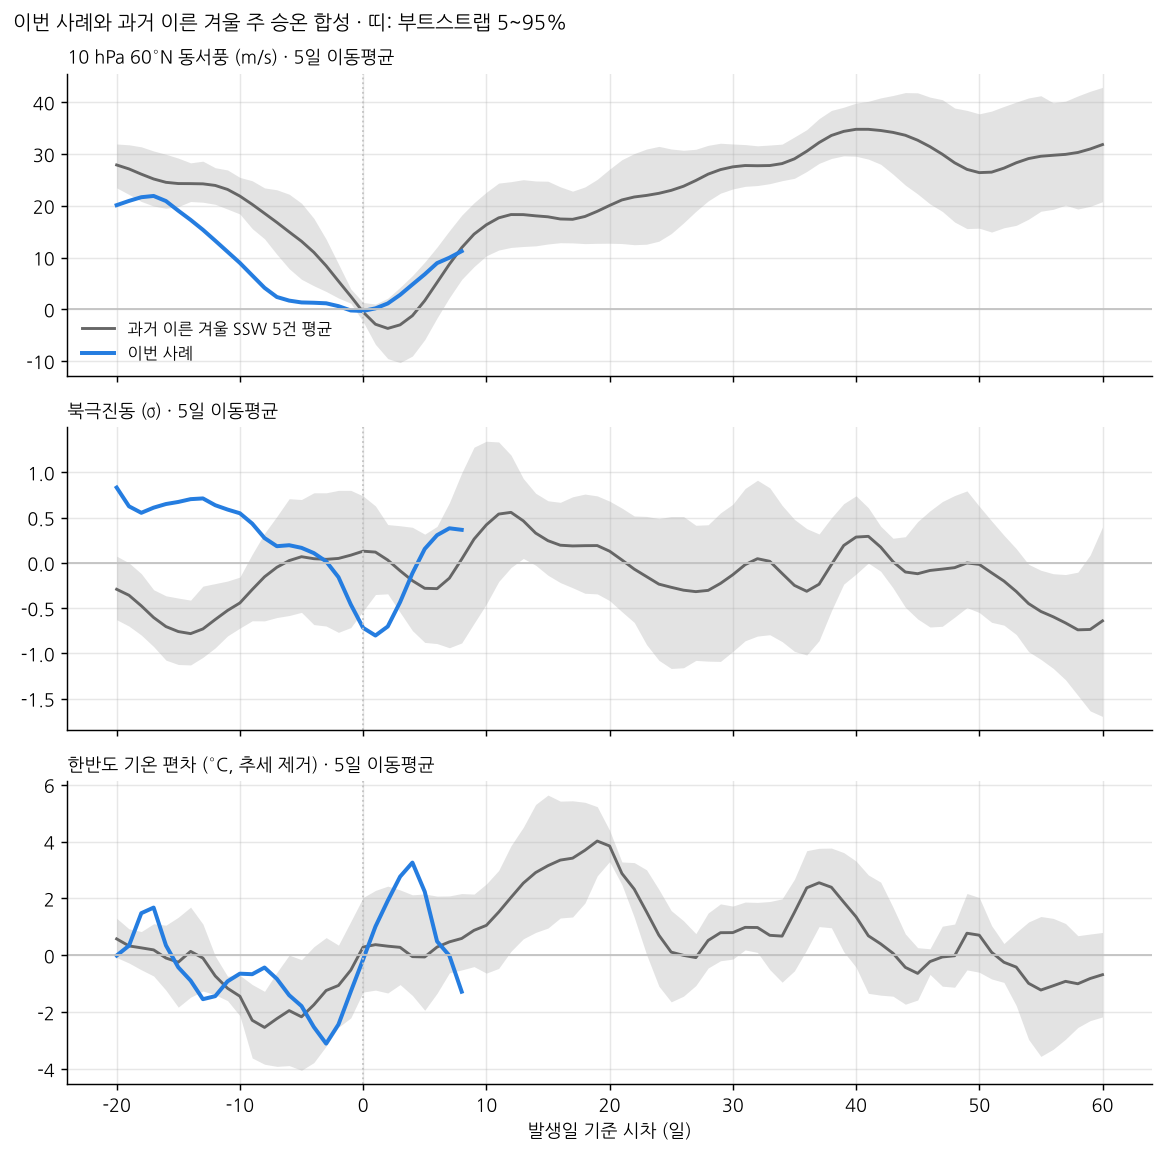 이번 사례와 과거 이른 겨울 주 승온 합성 · 띠: 부트스트랩 5~95%
10 hPa 60°N 동서풍 (m/s) · 5일 이동평균
40
30
20
10
0
-10
과거 이른 겨울 SSW 5건 평균
이번 사례
북극진동 (σ) · 5일 이동평균
1.0
0.5
0.0
-0.5
-1.0
-1.5
한반도 기온 편차 (°C, 추세 제거) · 5일 이동평균
6
4
2
0
-2
-4
-20 -10 0 10 20 30 40 50 60
발생일 기준 시차 (일)